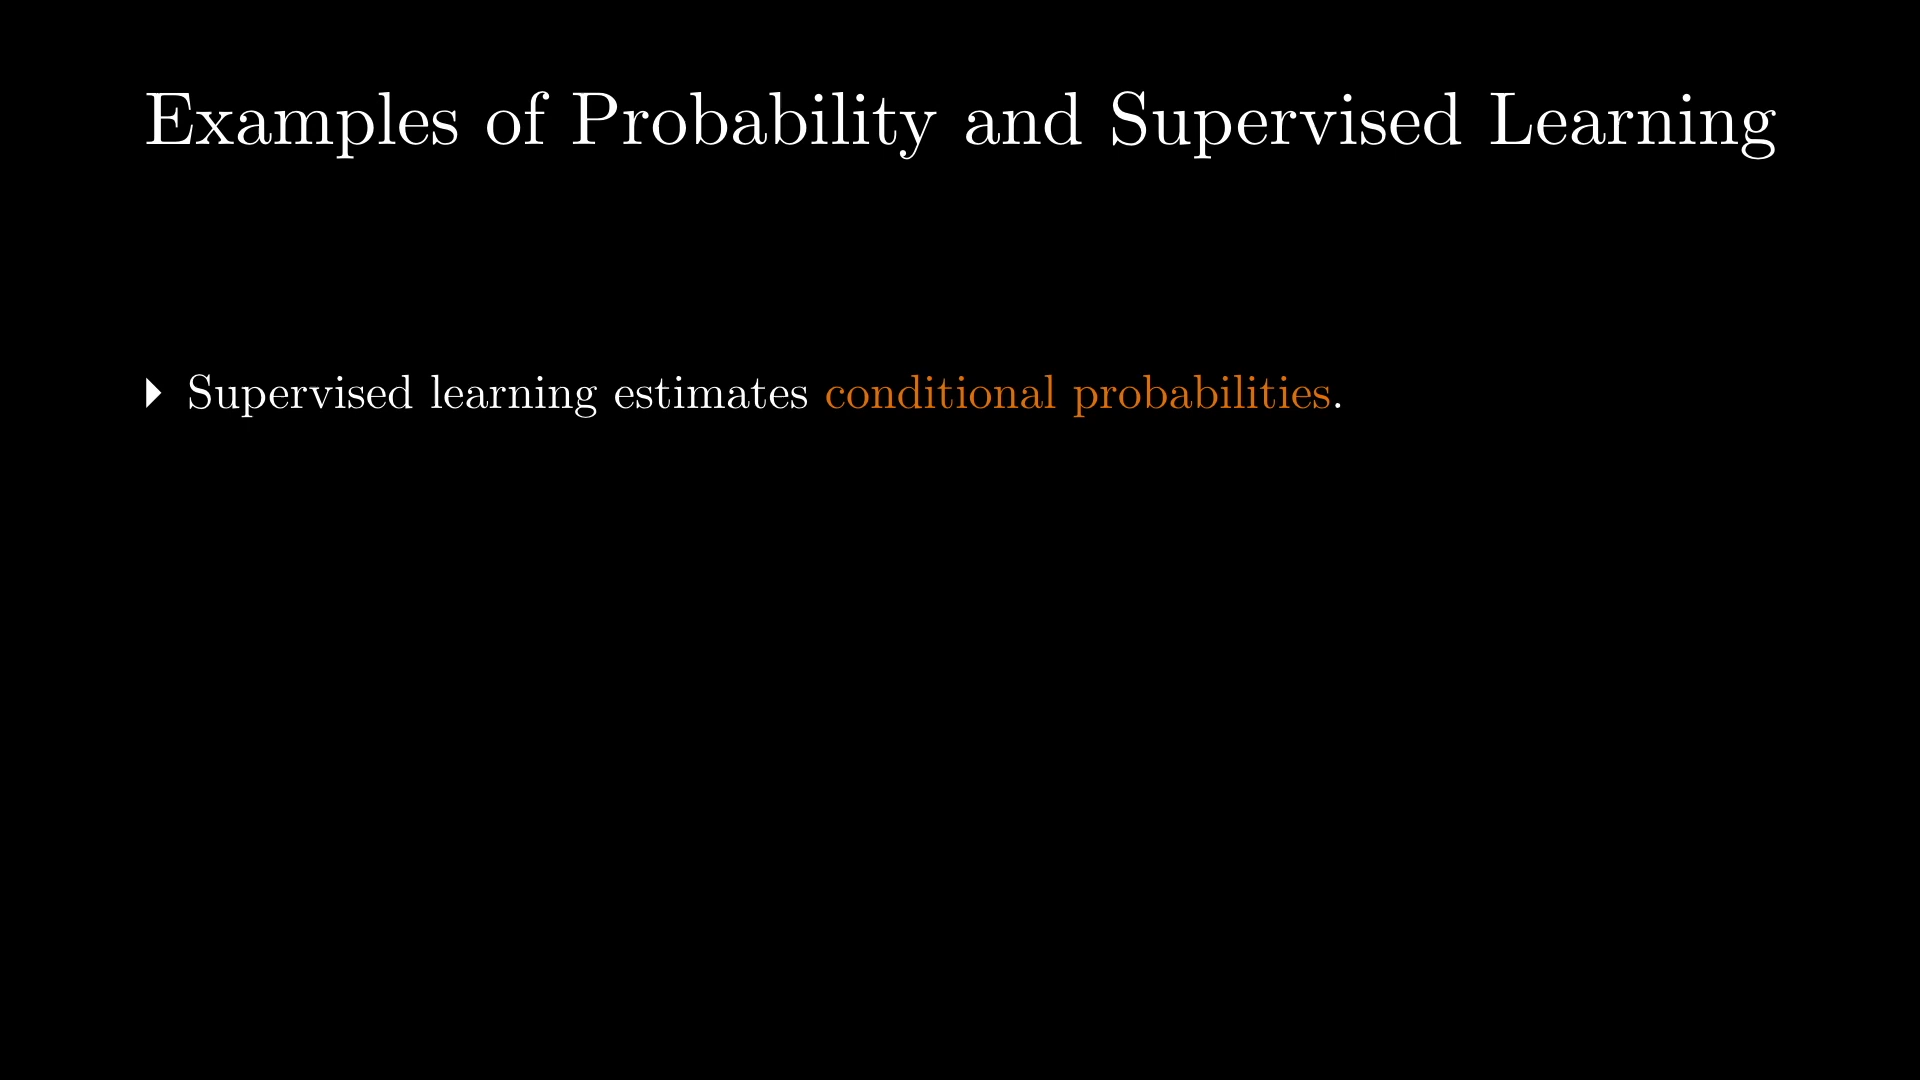 Examples of Probability and Supervised Learning
Supervised learning estimates conditional probabilities.